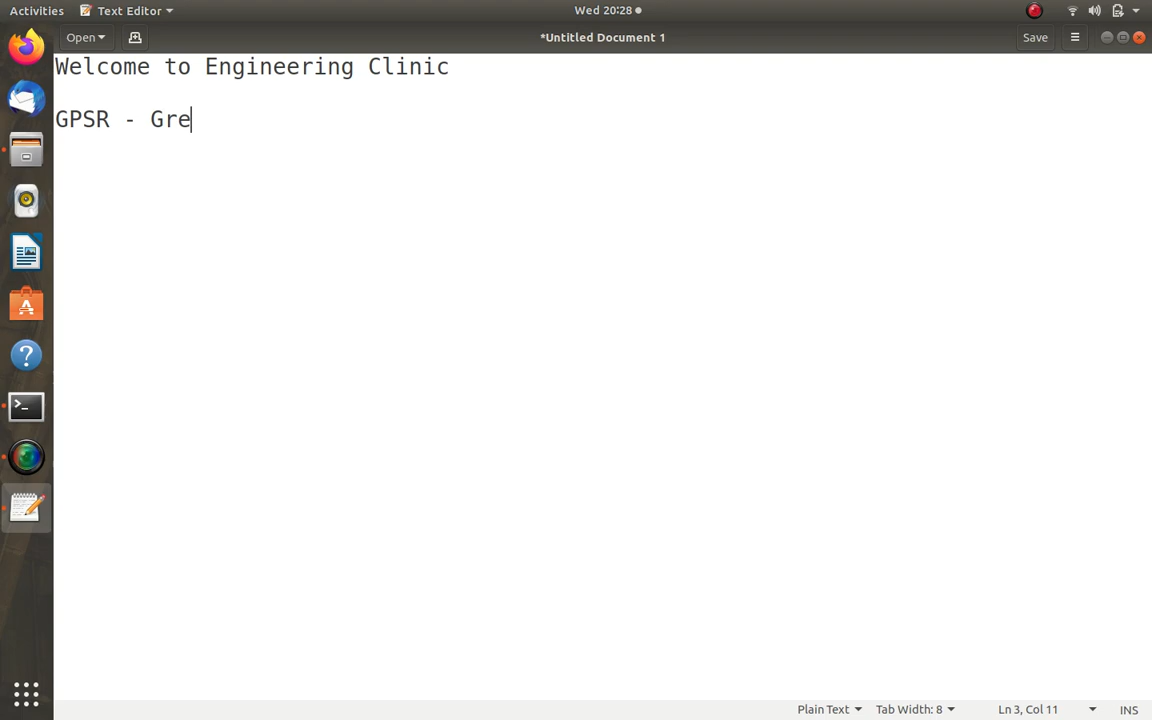 Activities Text Editor Wed 20:28
Open *Untitled Document 1 Save
Welcome to Engineering Clinic
GPSR - Gre
Plain Text Tab Width: 8 Ln 3, Col 11 INS